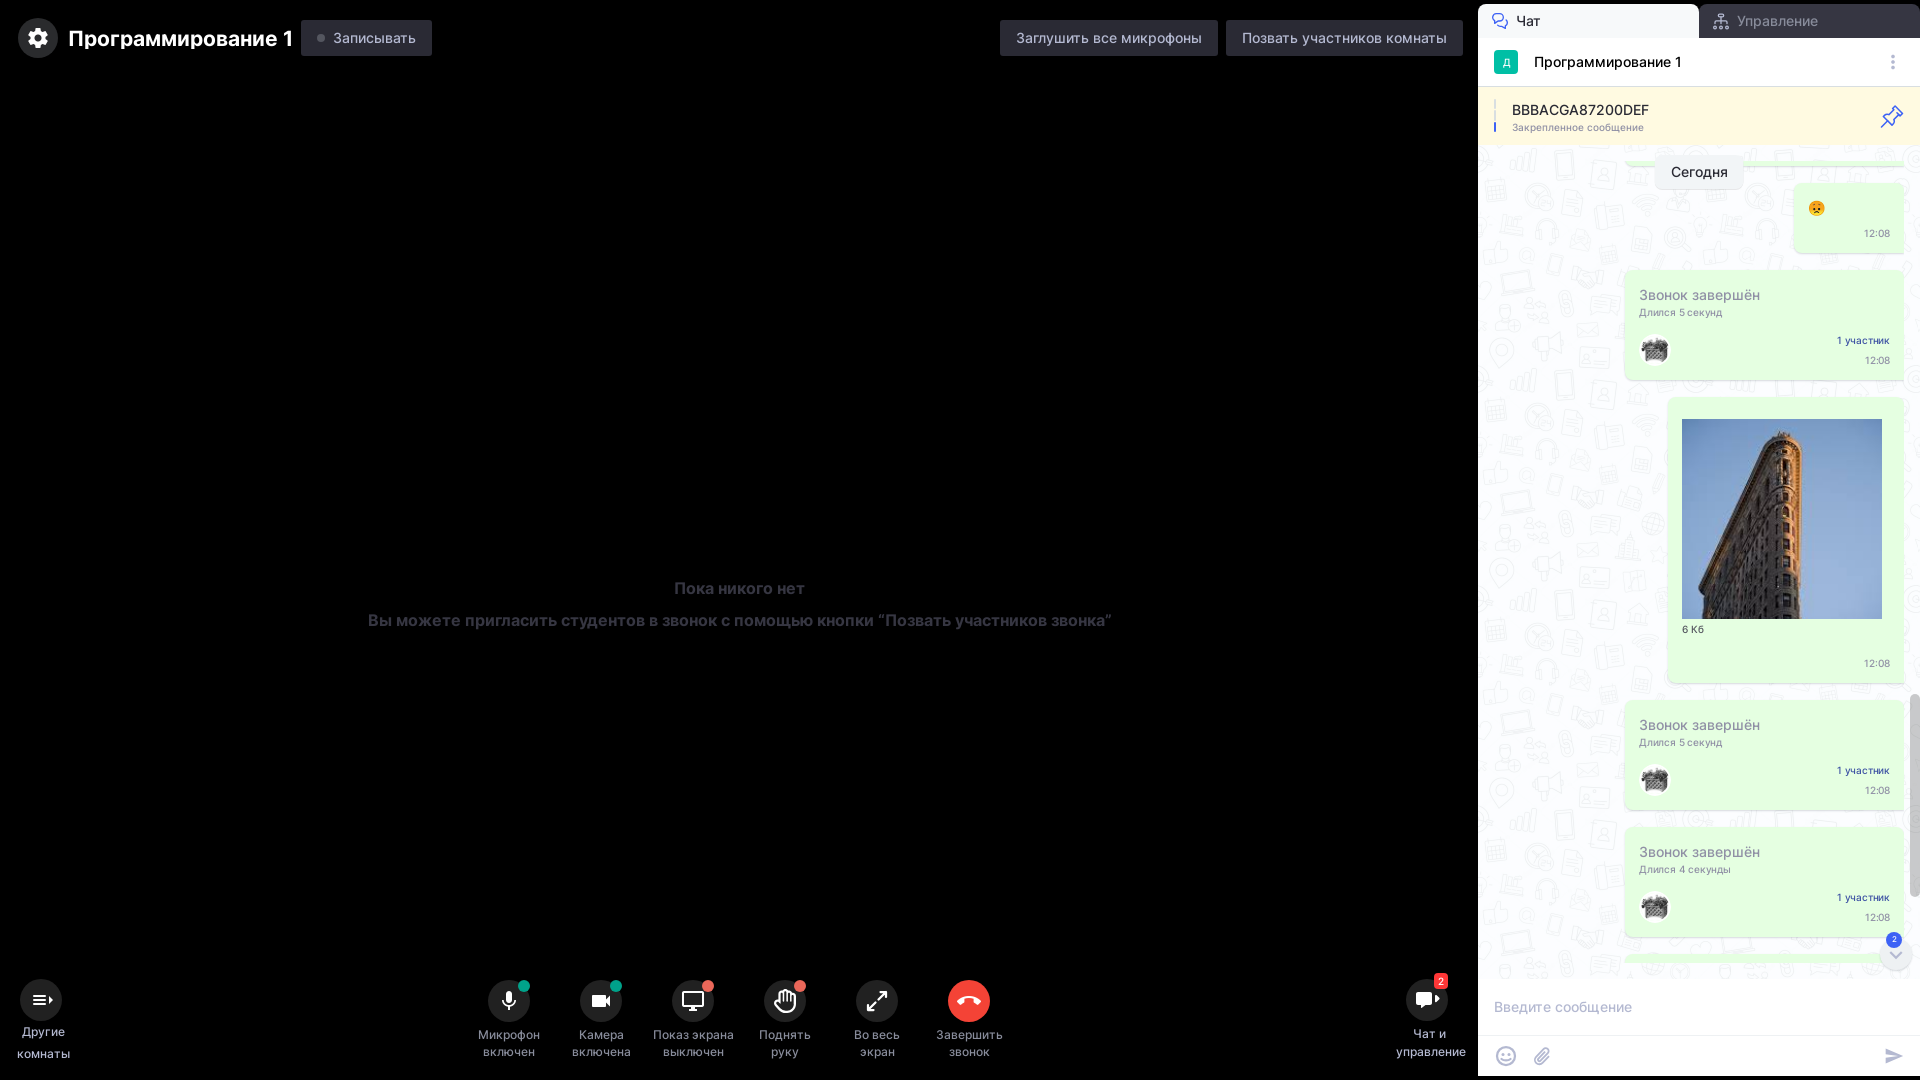 Программирование 1
Записывать
Заглушить все микрофоны
Позвать участников комнаты
Чат
Управление
Д
Программирование 1
BBBACGA87200DEF
Закрепленное сообщение
Сегодня
12:08
Звонок завершён
Длился 5 секунд
1 участник
12:08
6 Кб
12:08
Звонок завершён
Длился 5 секунд
1 участник
12:08
Звонок завершён
Длился 4 секунды
1 участник
12:08
2
Введите сообщение
Пока никого нет
Вы можете пригласить студентов в звонок с помощью кнопки “Позвать участников звонка”
Другие
комнаты
Микрофон
включен
Камера
включена
Показ экрана
выключен
Поднять
руку
Во весь
экран
Завершить
звонок
2
Чат и
управление